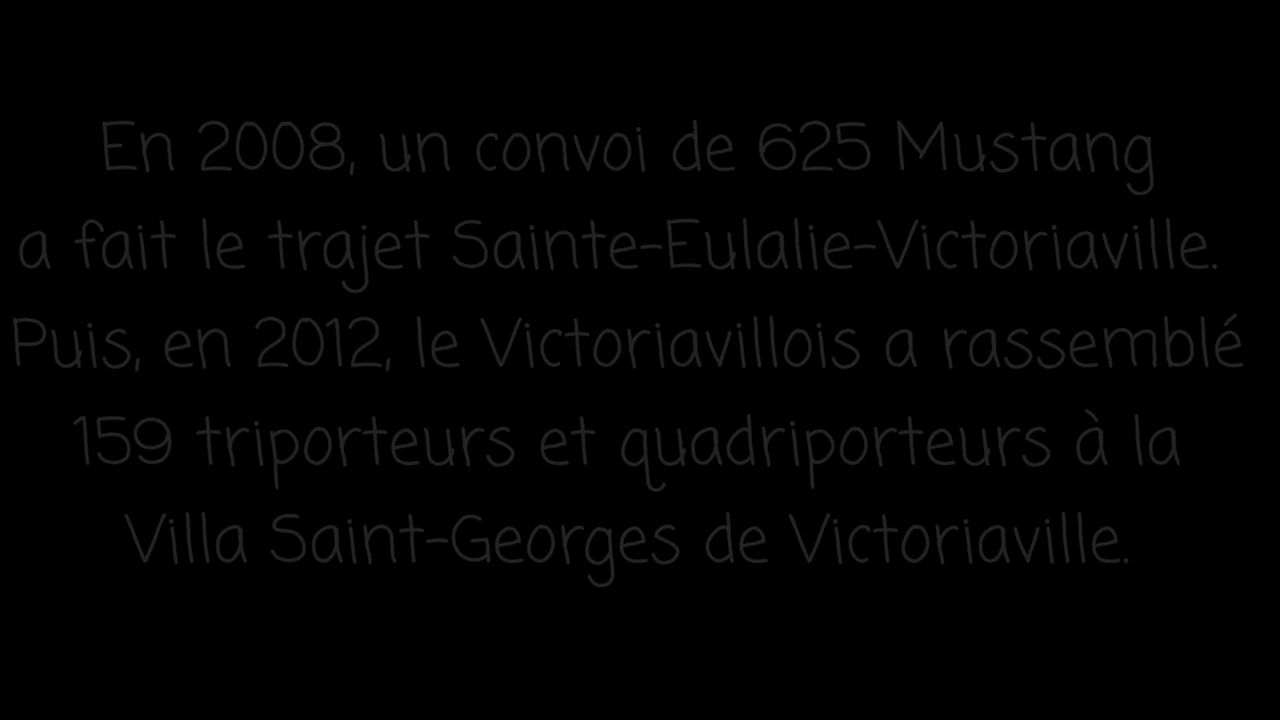 En 2008, un convoi de 625 Mustang
a fait le trajet Sainte-Eulalie-Victoriaville.
Puis, en 2012, le Victoriavillois a rassemblé
159 triporteurs et quadriporteurs à la
Villa Saint-Georges de Victoriaville.